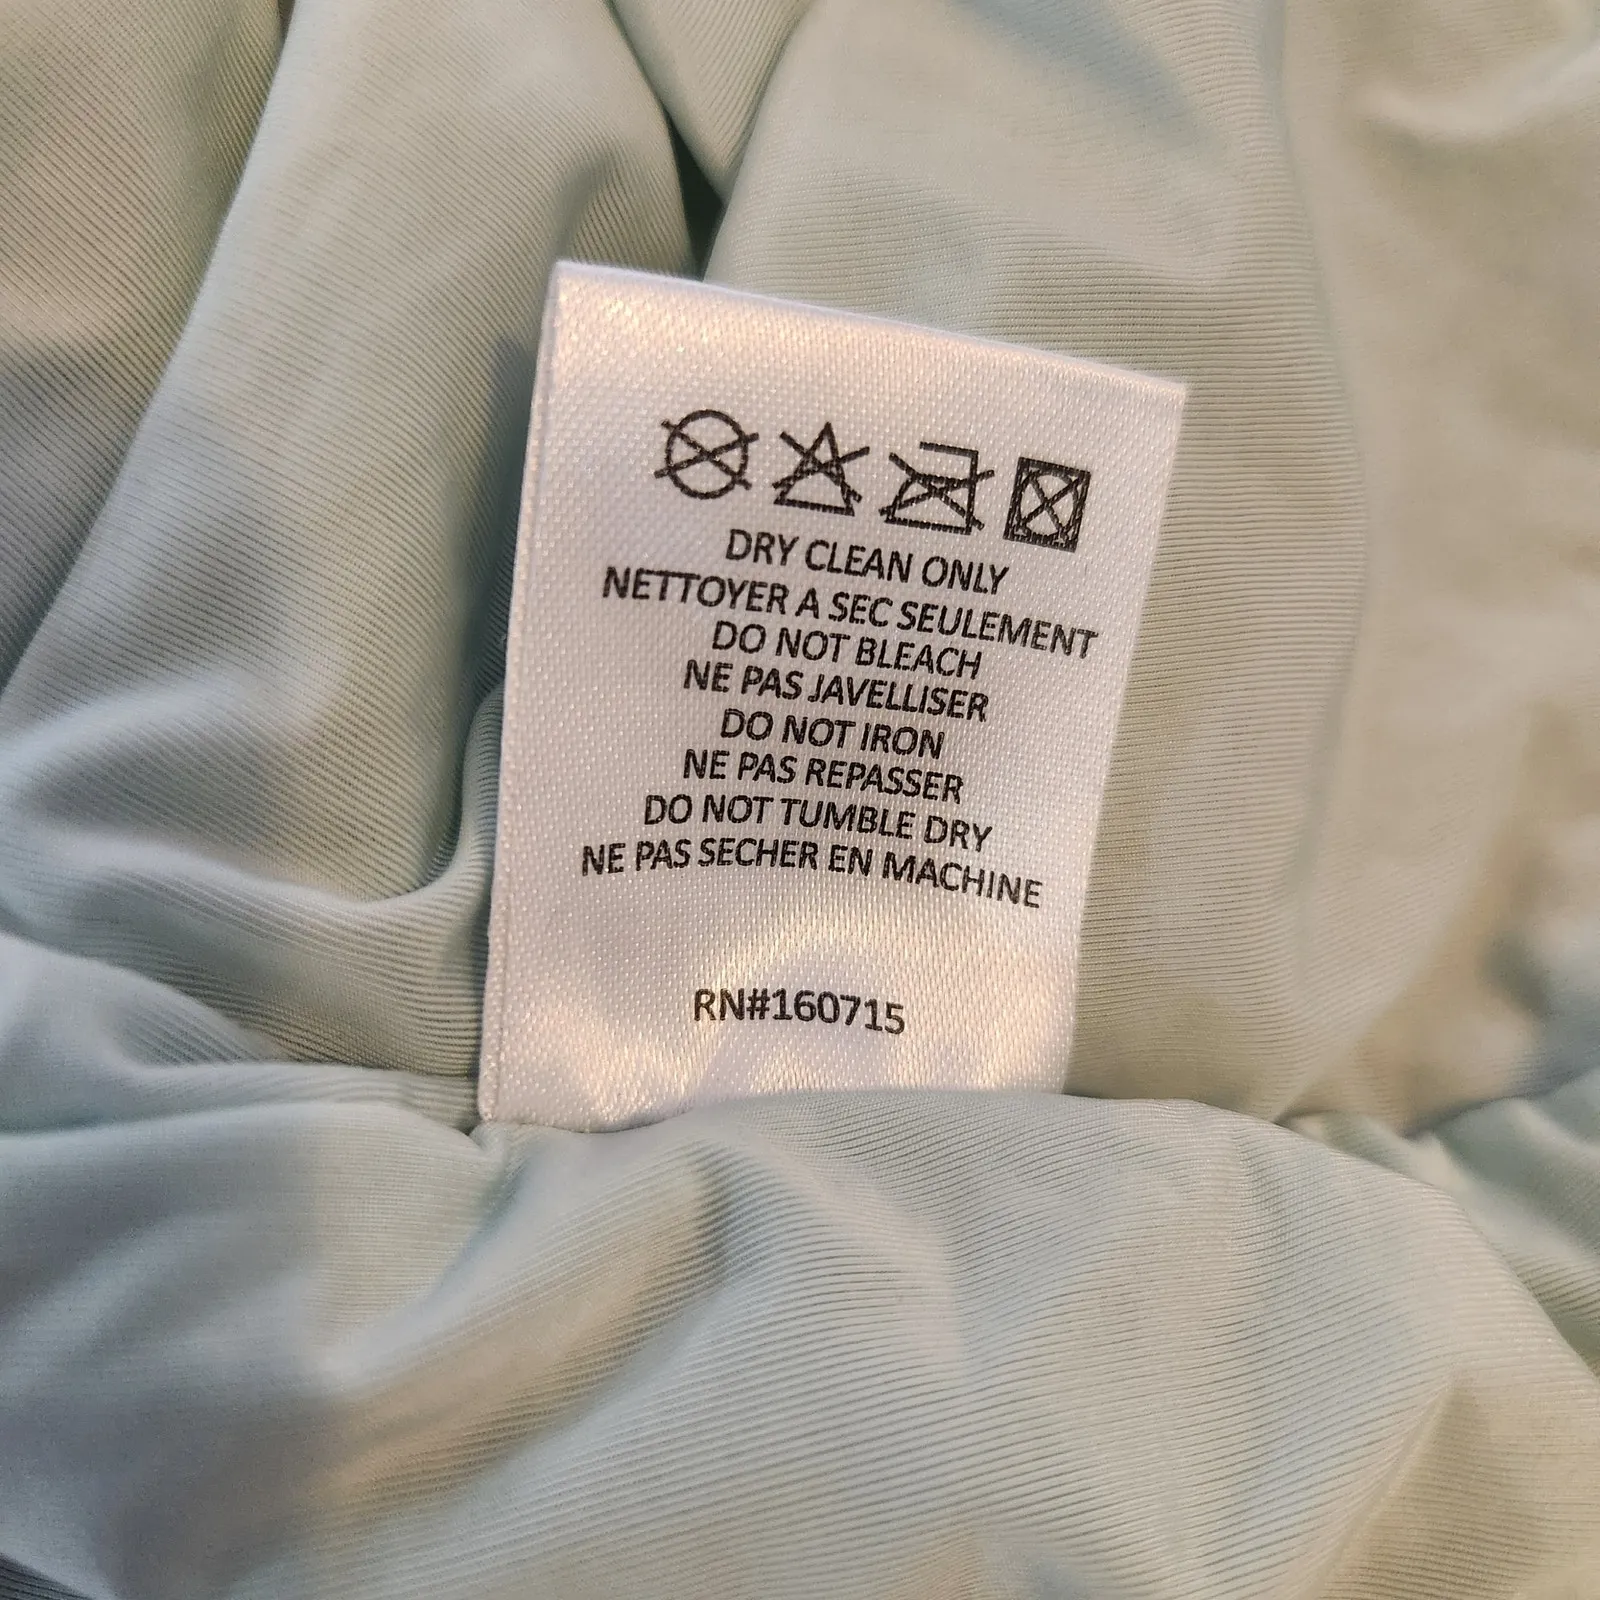 DRY CLEAN ONLY
NETTOYER A SEC SEULEMENT
DO NOT BLEACH
NE PAS JAVELLISER
DO NOT IRON
NE PAS REPASSER
DO NOT TUMBLE DRY
NE PAS SECHER EN MACHINE
RN#160715